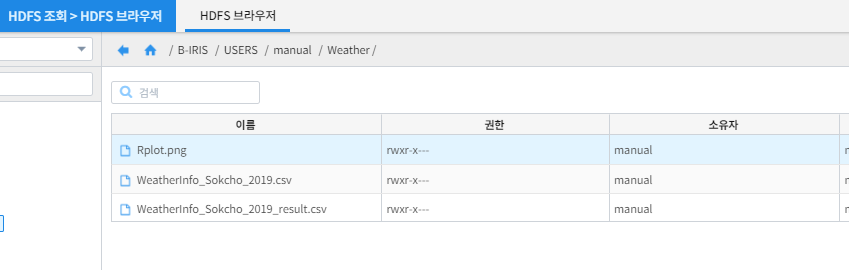 HDFS 조회 > HDFS 브라우저
HDFS 브라우저
/ B-IRIS / USERS / manual / Weather /
검색
이름 권한 소유자
Rplot.png rwxr-x--- manual
WeatherInfo_Sokcho_2019.csv rwxr-x--- manual
WeatherInfo_Sokcho_2019_result.csv rwxr-x--- manual